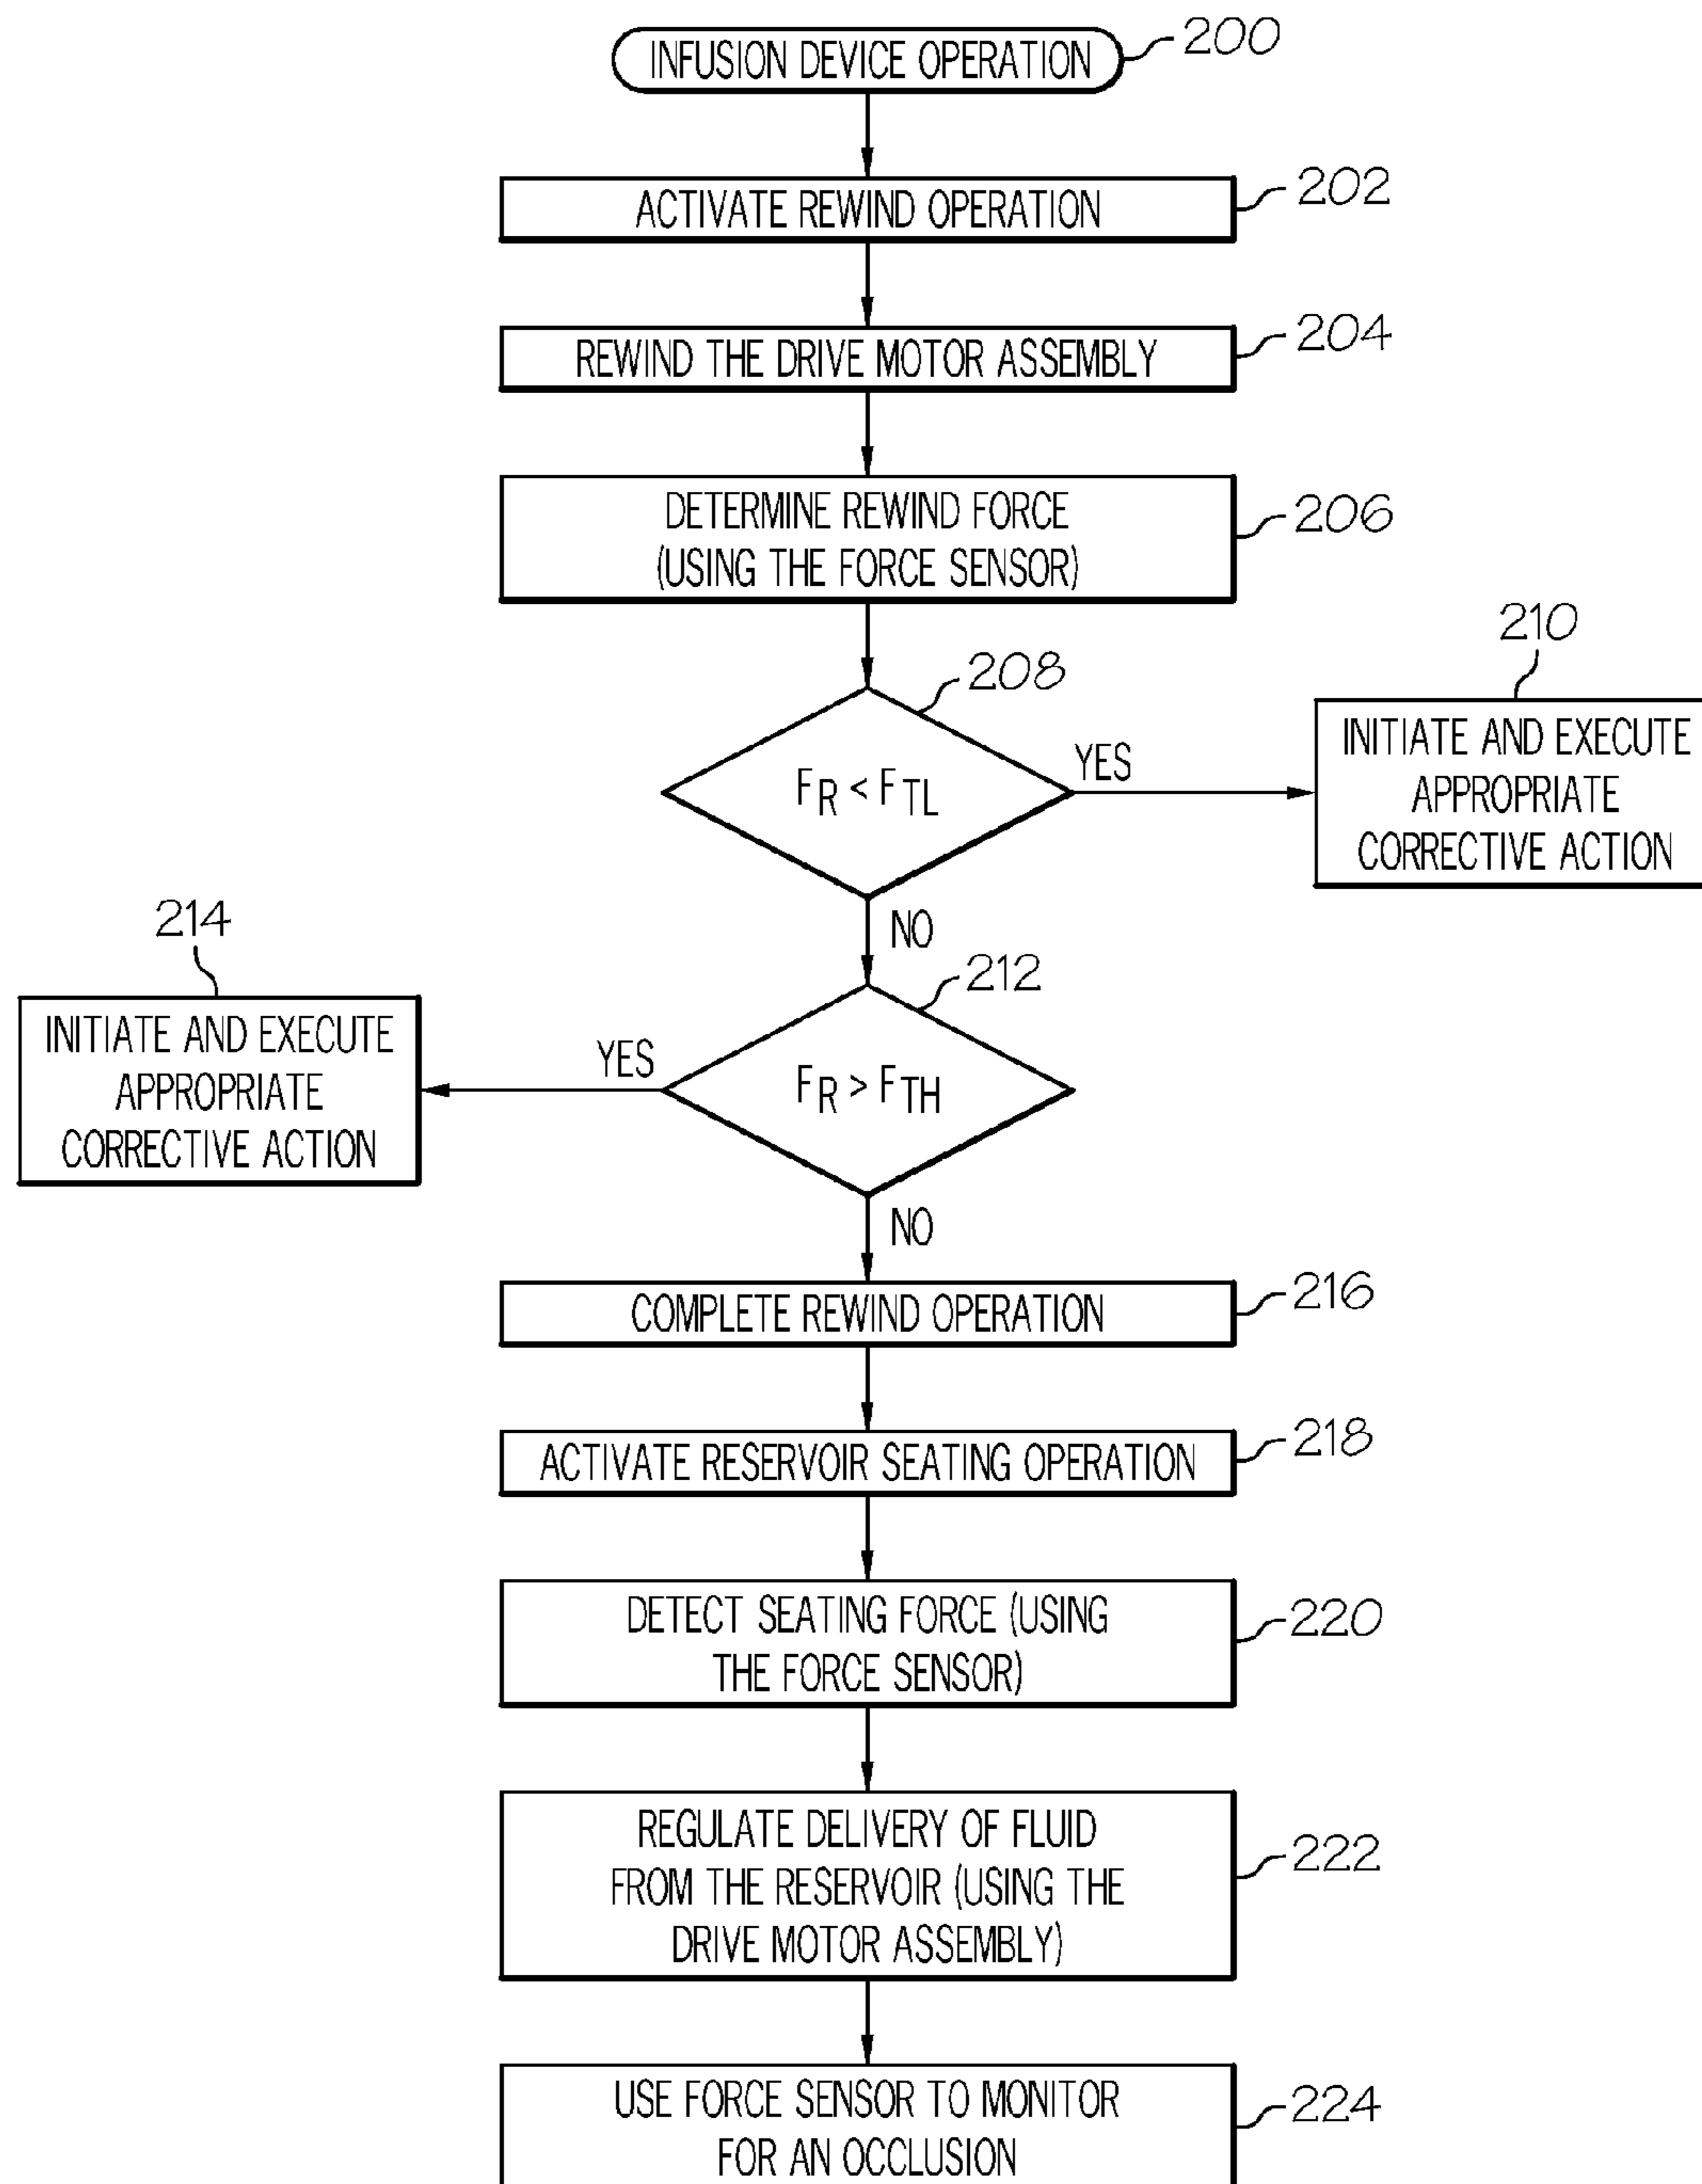 INFUSION DEVICE OPERATION
200
ACTIVATE REWIND OPERATION
202
REWIND THE DRIVE MOTOR ASSEMBLY
204
DETERMINE REWIND FORCE
(USING THE FORCE SENSOR)
206
208
FR < FTL
YES
NO
210
INITIATE AND EXECUTE
APPROPRIATE
CORRECTIVE ACTION
212
FR > FTH
YES
NO
214
INITIATE AND EXECUTE
APPROPRIATE
CORRECTIVE ACTION
COMPLETE REWIND OPERATION
216
ACTIVATE RESERVOIR SEATING OPERATION
218
DETECT SEATING FORCE (USING
THE FORCE SENSOR)
220
REGULATE DELIVERY OF FLUID
FROM THE RESERVOIR (USING THE
DRIVE MOTOR ASSEMBLY)
222
USE FORCE SENSOR TO MONITOR
FOR AN OCCLUSION
224